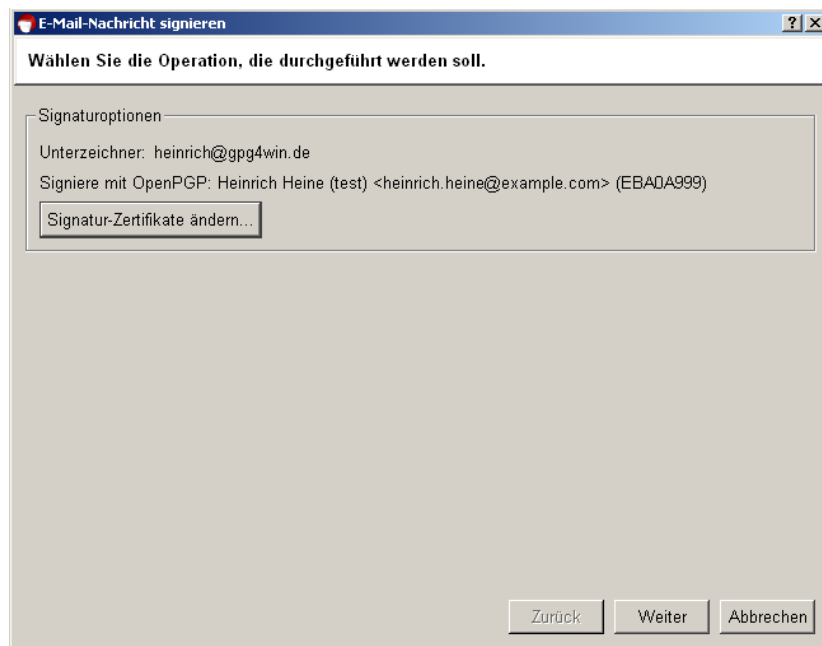 E-Mail-Nachricht signieren
Wählen Sie die Operation, die durchgeführt werden soll.
Signaturoptionen
Unterzeichner: heinrich@gpg4win.de
Signiere mit OpenPGP: Heinrich Heine (test) <heinrich.heine@example.com> (EBA0A999)
Signatur-Zertifikate ändern...
Zurück Weiter Abbrechen